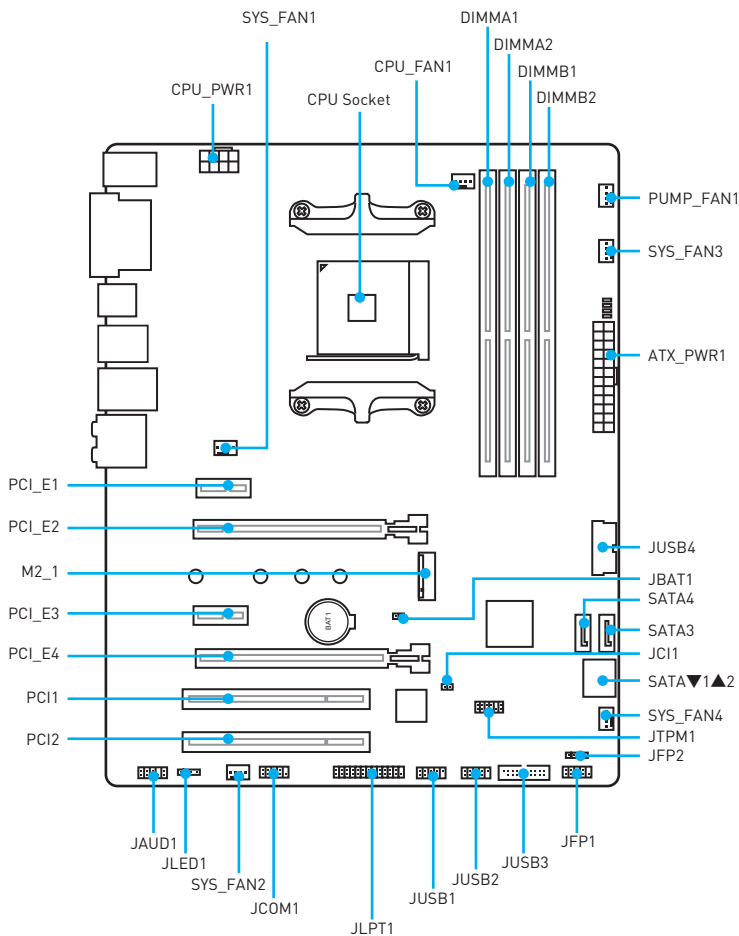 SYS_FAN1
DIMMA1
DIMMA2
CPU_FAN1
DIMMB1
CPU_PWR1
CPU Socket
DIMMB2
PUMP_FAN1
SYS_FAN3
ATX_PWR1
PCI_E1
PCI_E2
JUSB4
M2_1
JBAT1
SATA4
PCI_E3
BAT1
SATA3
PCI_E4
JCI1
SATA▼1▲2
PCI1
SYS_FAN4
JTPM1
PCI2
JFP2
JAUD1
JFP1
JLED1
JUSB3
SYS_FAN2
JUSB2
JCOM1
JUSB1
JLPT1